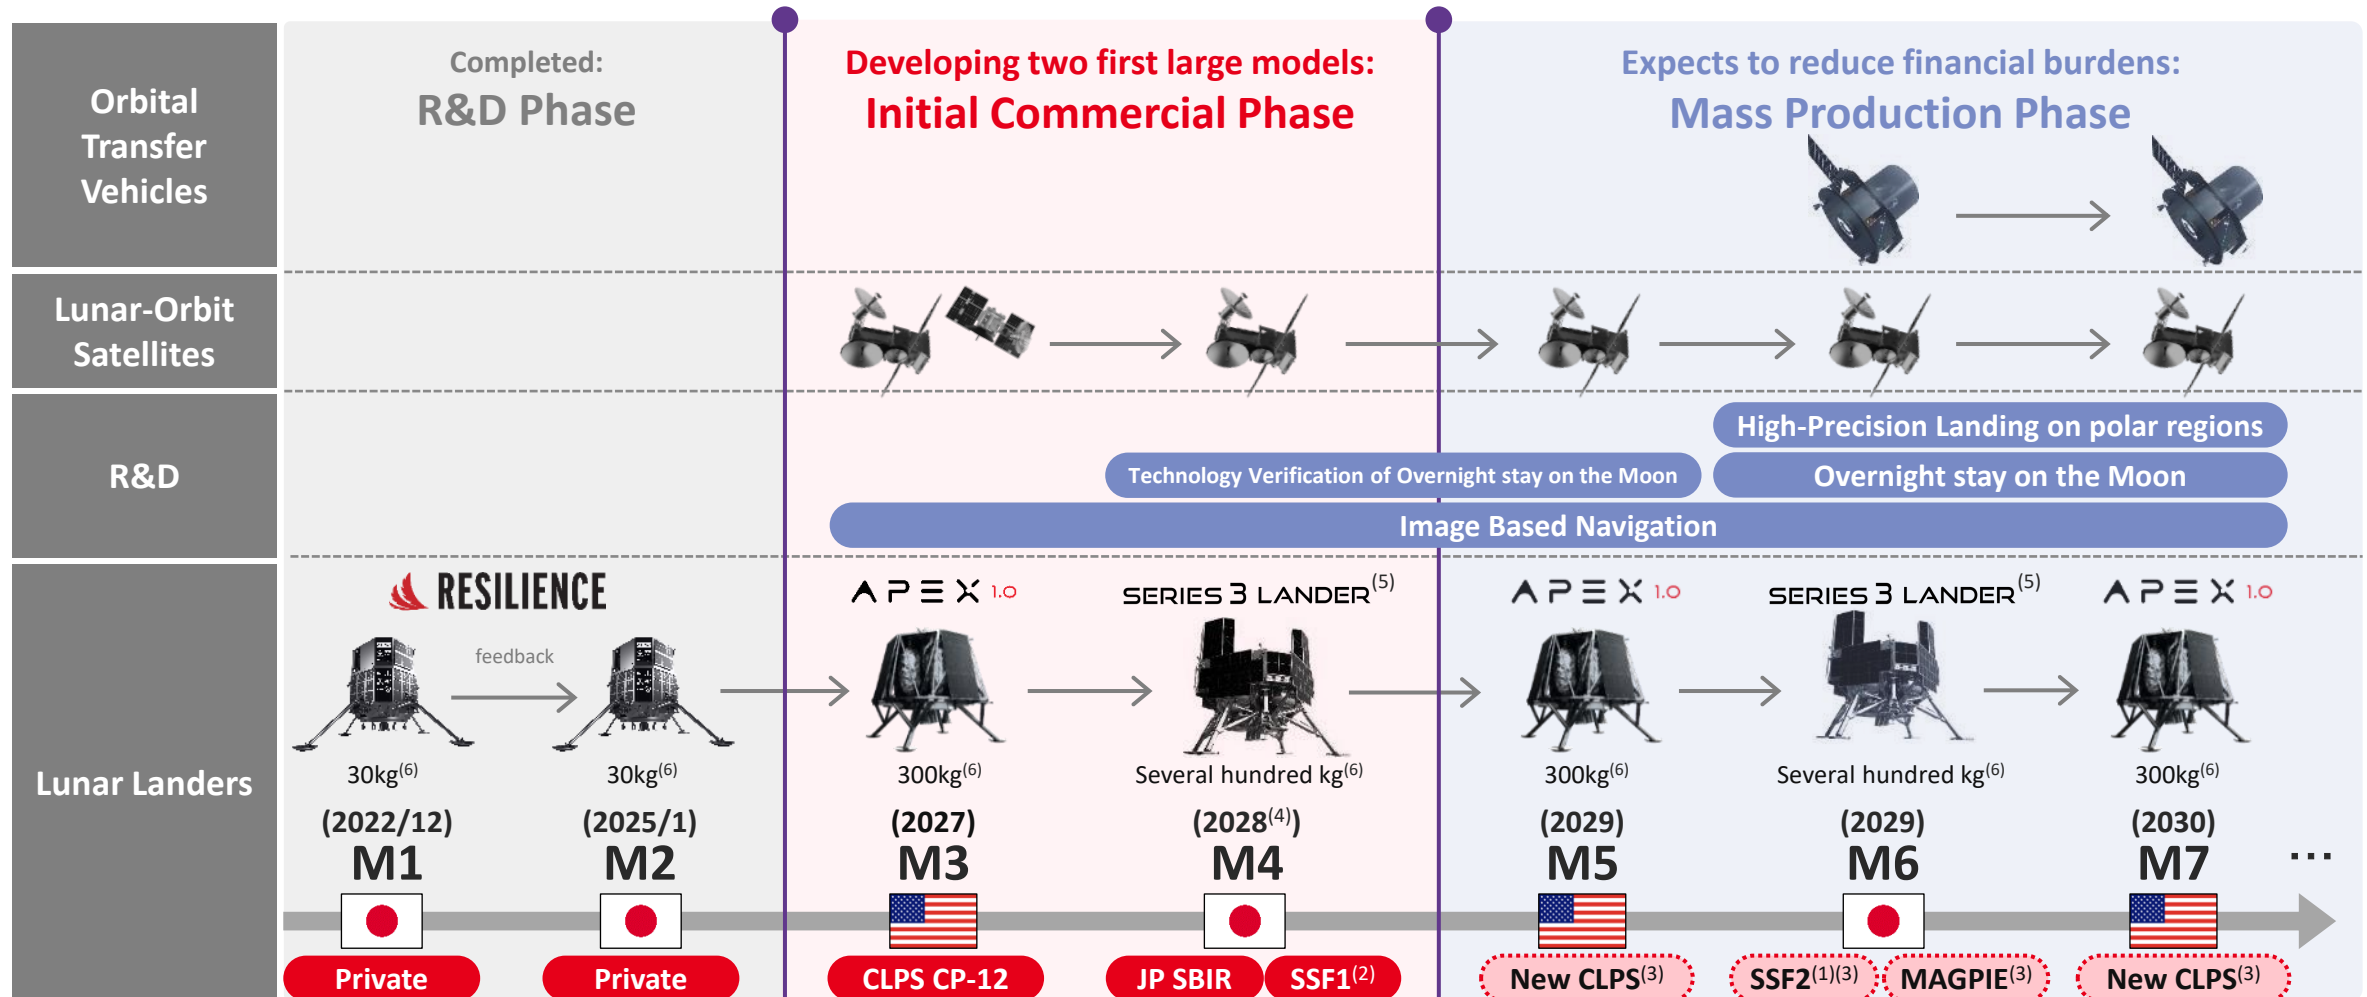 Orbital
Transfer
Vehicles
Completed:
R&D Phase
Developing two first large models:
Initial Commercial Phase
Expects to reduce financial burdens:
Mass Production Phase
Lunar-Orbit
Satellites
R&D
High-Precision Landing on polar regions
Technology Verification of Overnight stay on the Moon
Overnight stay on the Moon
Image Based Navigation
Lunar Landers
RESILIENCE
APEX 1.0
SERIES 3 LANDER(5)
APEX 1.0
SERIES 3 LANDER(5)
APEX 1.0
feedback
30kg(6)
30kg(6)
300kg(6)
Several hundred kg(6)
300kg(6)
Several hundred kg(6)
300kg(6)
(2022/12)
(2025/1)
(2027)
(2028(4))
(2029)
(2029)
(2030)
M1
M2
M3
M4
M5
M6
M7
...
Private
Private
CLPS CP-12
JP SBIR
SSF1(2)
New CLPS(3)
SSF2(1)(3)
MAGPIE(3)
New CLPS(3)